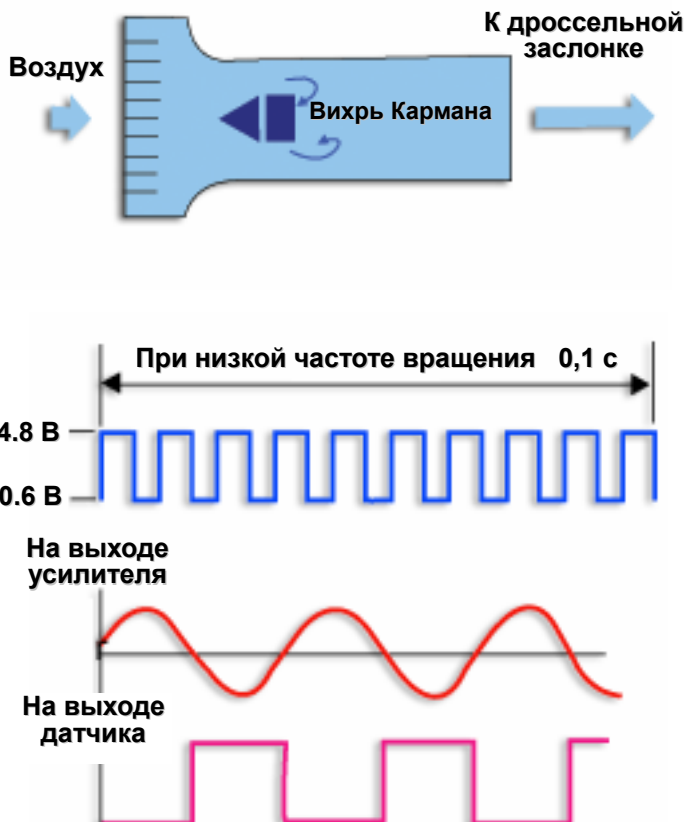 К дроссельной
заслонке
Воздух
Вихрь Кармана
При низкой частоте вращения 0,1 с
4.8 В
0.6 В
На выходе
усилителя
На выходе
датчика